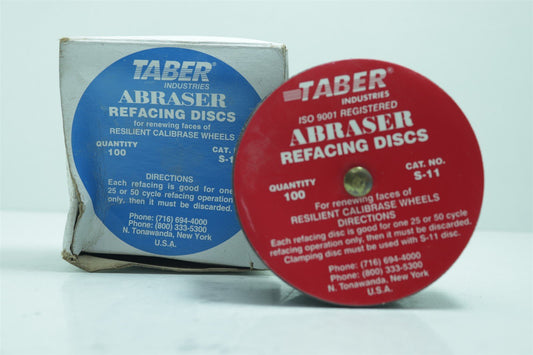 TABER®
INDUSTRIES
ABRASER
REFACING DISCS
for renewing faces of
RESILIENT CALIBRASE WHEELS
QUANTITY CAT.
100 S-1
DIRECTIONS
Each refacing is good for one
25 or 50 cycle refacing operation
only, then it must be discarded.
Phone: (716) 694-4000
Phone: (800) 333-5300
N. Tonawanda, New York
U.S.A.
TABER®
INDUSTRIES
ISO 9001 REGISTERED
ABRASER
REFACING DISCS
CAT. NO.
QUANTITY S-11
100
For renewing faces of
RESILIENT CALIBRASE WHEELS
DIRECTIONS
Each refacing disc is good for one 25 or 50 cycle
refacing operation only, then it must be discarded.
Clamping disc must be used with S-11 disc.
Phone: (716) 694-4000
Phone: (800) 333-5300
N. Tonawanda, New York
U.S.A.